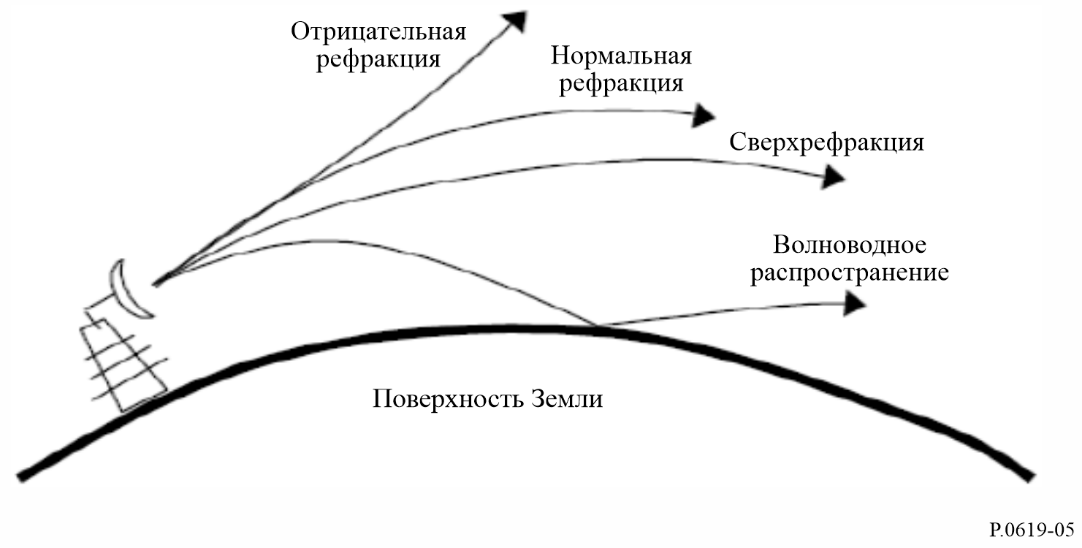 Отрицательная
рефракция
Нормальная
рефракция
Сверхрефракция
Волноводное
распространение
Поверхность Земли
P.0619-05